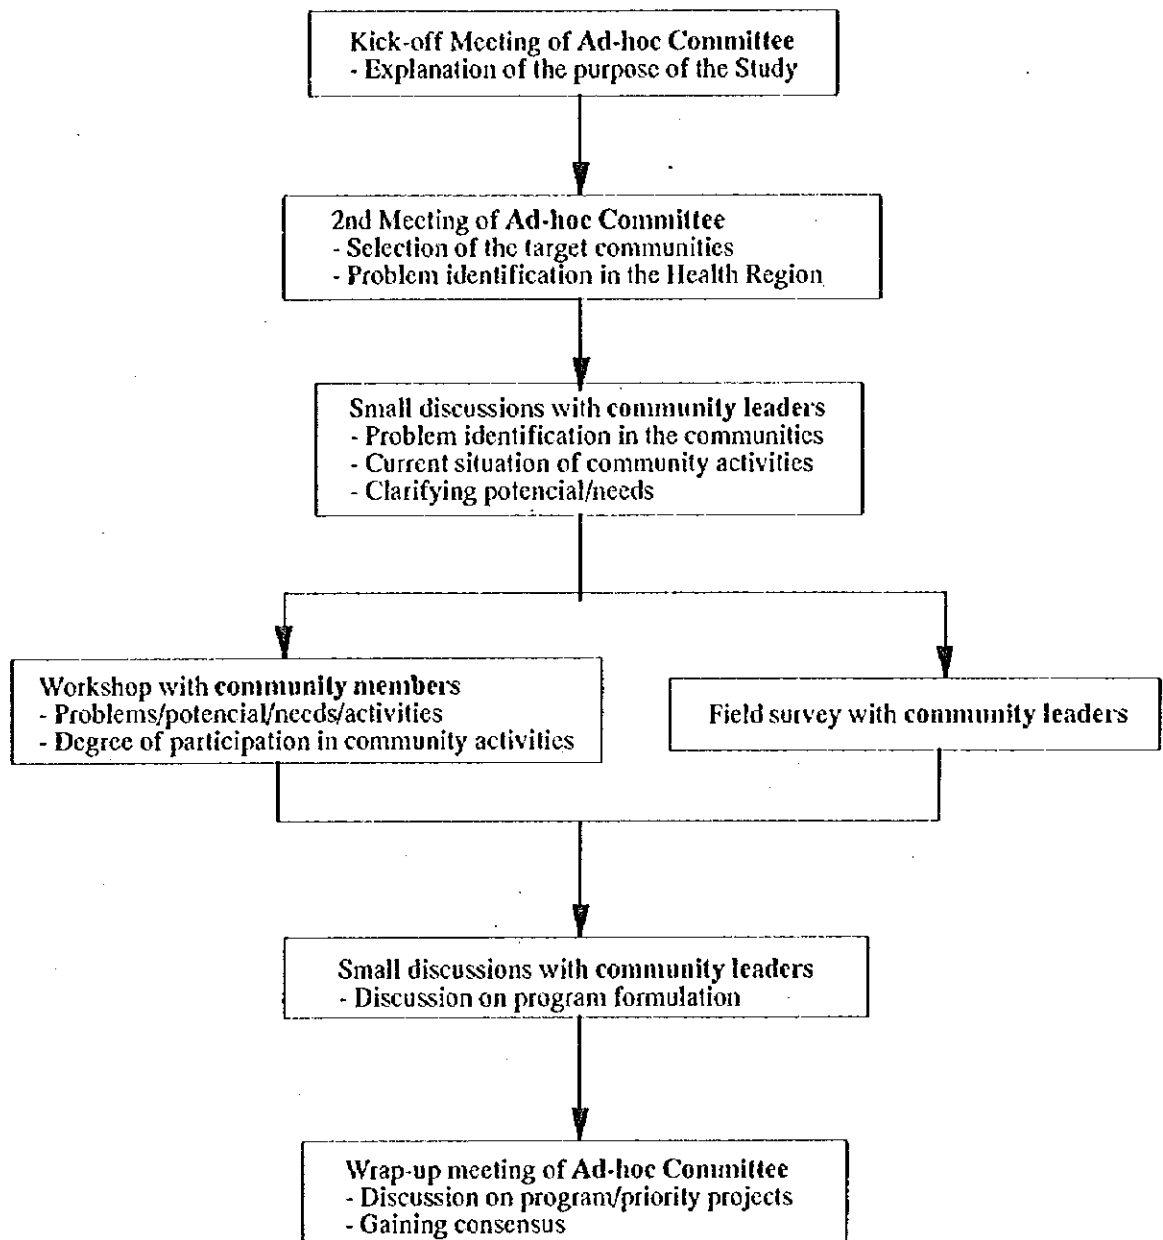 Kick-off Meeting of Ad-hoc Committee
- Explanation of the purpose of the Study
2nd Meeting of Ad-hoc Committee
- Selection of the target communities
- Problem identification in the Health Region
Small discussions with community leaders
- Problem identification in the communities
- Current situation of community activities
- Clarifying potencial/needs
Workshop with community members
- Problems/potencial/needs/activities
- Degree of participation in community activities
Field survey with community leaders
Small discussions with community leaders
- Discussion on program formulation
Wrap-up meeting of Ad-hoc Committee
- Discussion on program/priority projects
- Gaining consensus